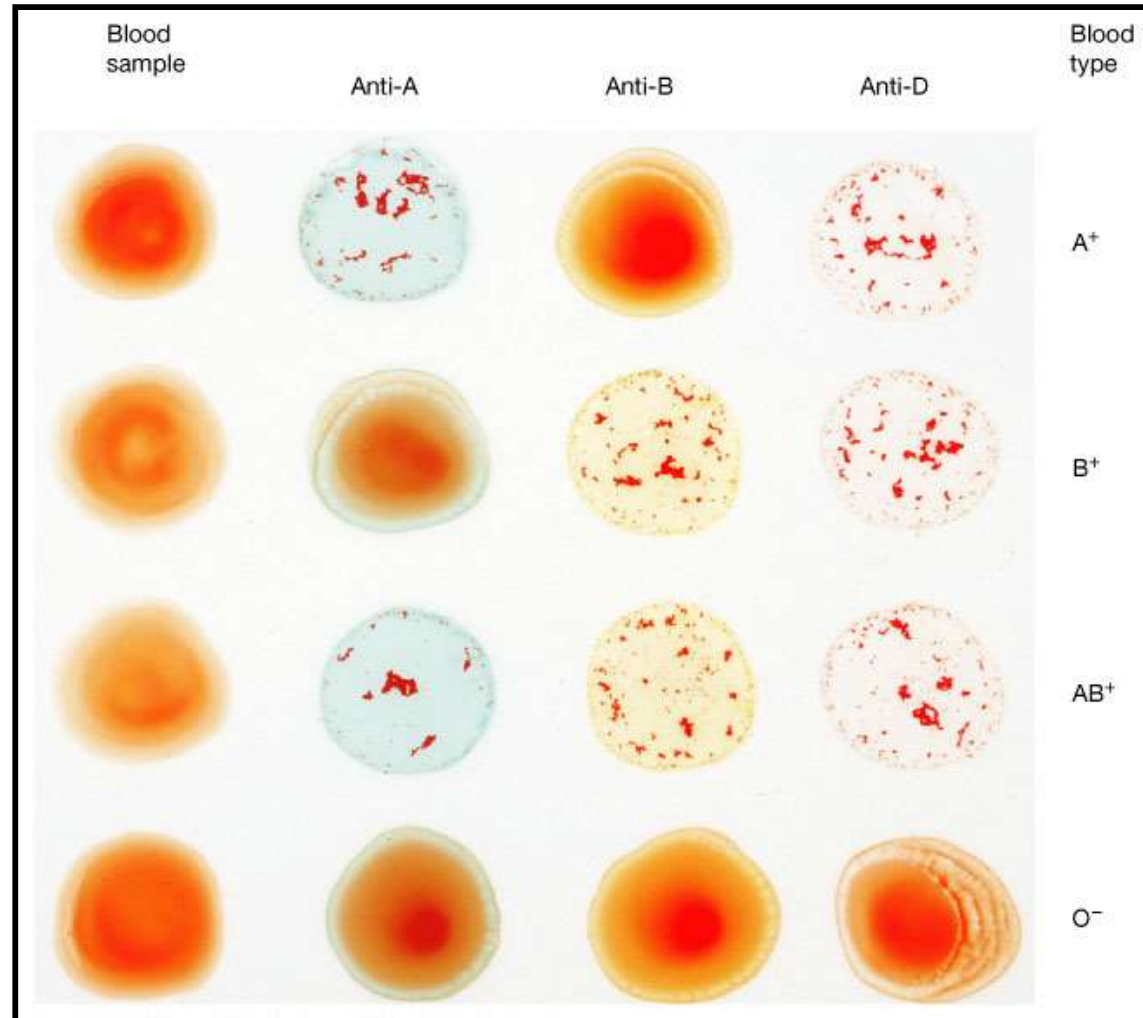 Blood
sample
Anti-A
Anti-B
Anti-D
Blood
type
A⁺
B⁺
AB⁺
O⁻